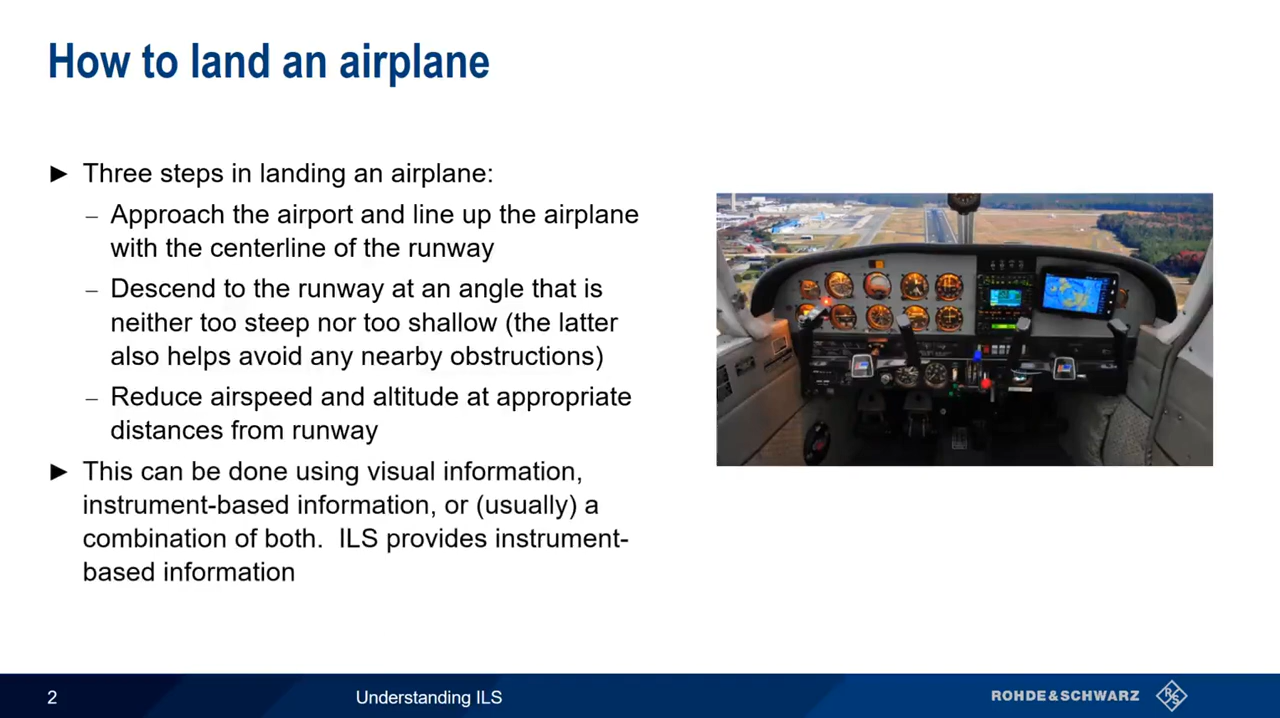 How to land an airplane
► Three steps in landing an airplane:
– Approach the airport and line up the airplane
with the centerline of the runway
– Descend to the runway at an angle that is
neither too steep nor too shallow (the latter
also helps avoid any nearby obstructions)
– Reduce airspeed and altitude at appropriate
distances from runway
► This can be done using visual information,
instrument-based information, or (usually) a
combination of both.  ILS provides instrument-
based information
2
Understanding ILS
ROHDE&SCHWARZ
R S